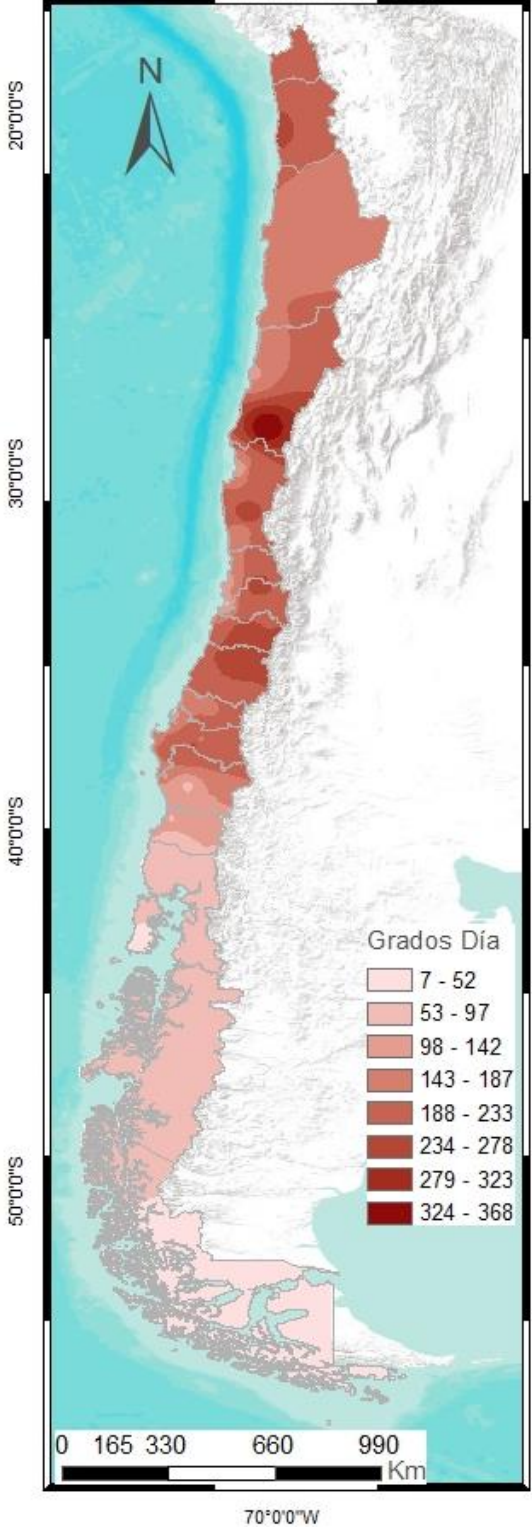 N
20°0'0"S
30°0'0"S
40°0'0"S
50°0'0"S
Grados Día
7 - 52
53 - 97
98 - 142
143 - 187
188 - 233
234 - 278
279 - 323
324 - 368
0 165 330 660 990
Km
70°0'0"W